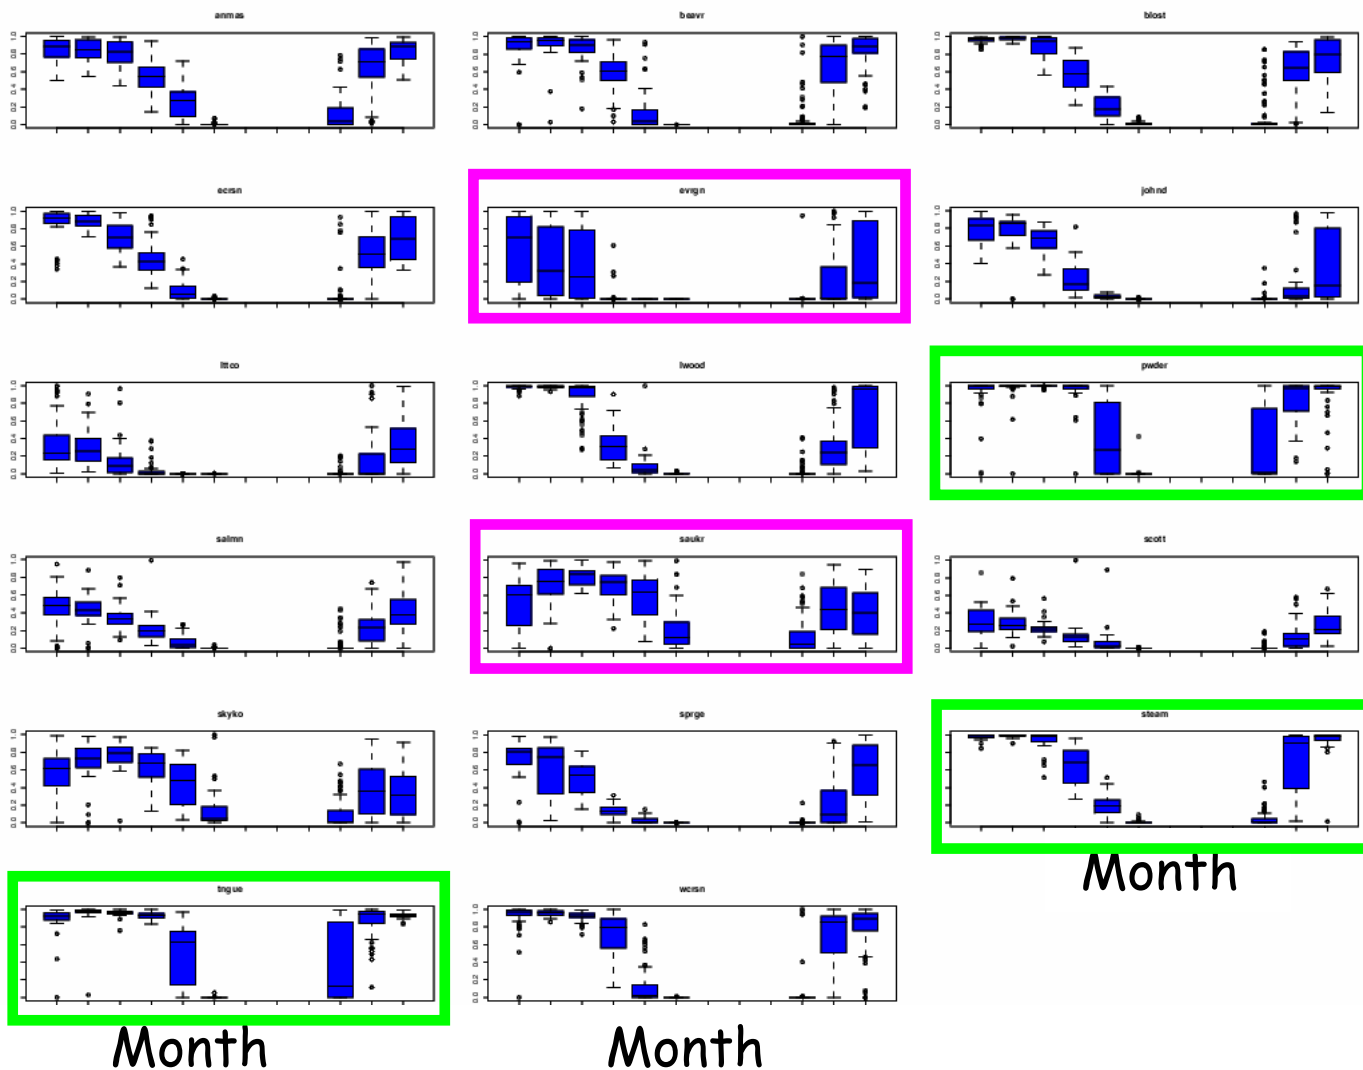 anmas
beavr
blost
ecrsn
evrgn
johnd
lttco
lwood
pwder
salmn
saukr
scott
skyko
sprge
steam
Month
tngue
wcrsn
Month
Month